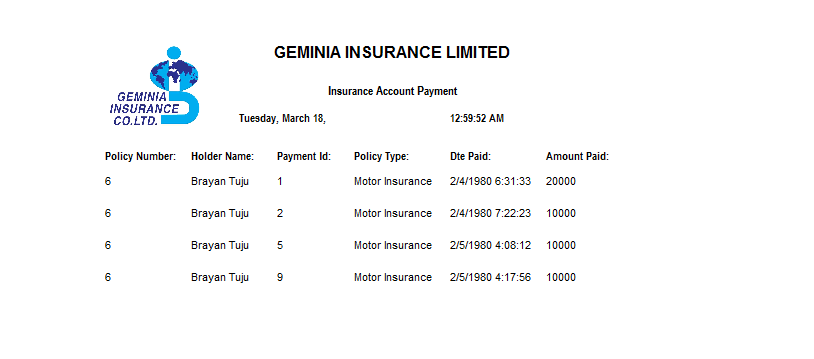 GEMINIA INSURANCE LIMITED
GEMINIA
INSURANCE
CO.LTD.
Insurance Account Payment
Tuesday, March 18, 12:59:52 AM
Policy Number: Holder Name: Payment Id: Policy Type: Dte Paid: Amount Paid:
6 Brayan Tuju 1 Motor Insurance 2/4/1980 6:31:33 20000
6 Brayan Tuju 2 Motor Insurance 2/4/1980 7:22:23 10000
6 Brayan Tuju 5 Motor Insurance 2/5/1980 4:08:12 10000
6 Brayan Tuju 9 Motor Insurance 2/5/1980 4:17:56 10000